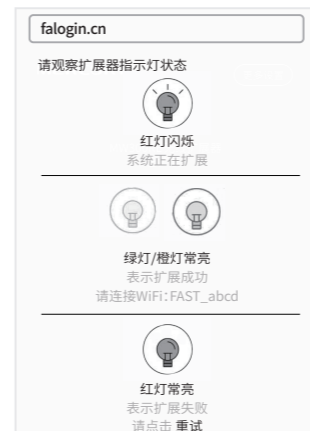 falogin.cn
请观察扩展器指示灯状态
红灯闪烁
系统正在扩展
绿灯/橙灯常亮
表示扩展成功
请连接WiFi:FAST_abcd
红灯常亮
表示扩展失败
请点击 重试